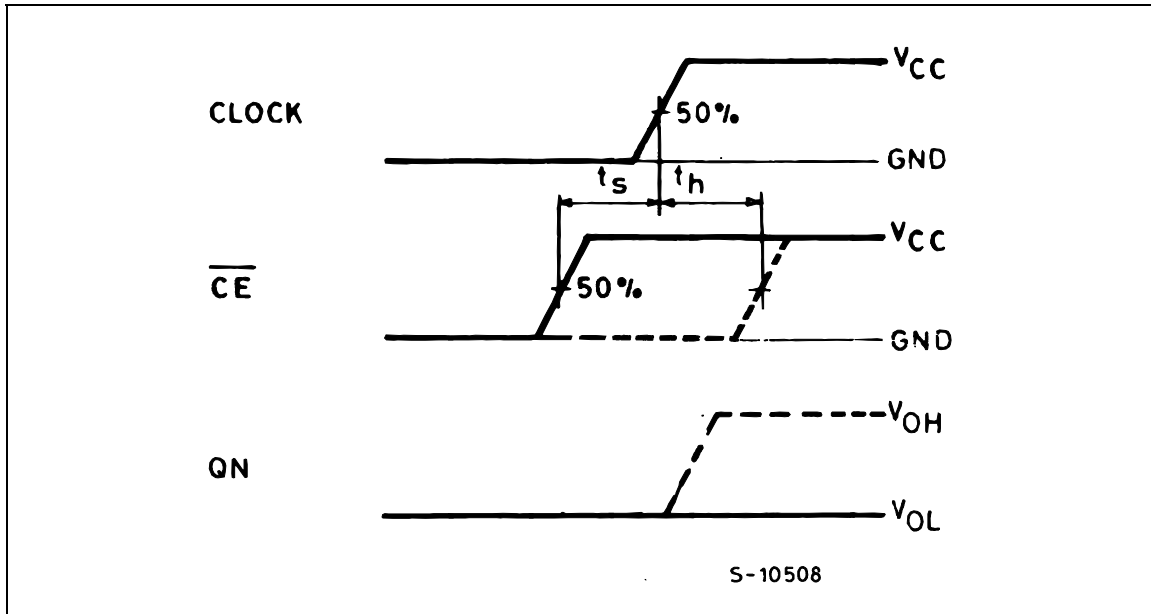 VCC
CLOCK
50%
GND
ts
th
VCC
CE
50%
GND
VOH
QN
VOL
S-10508